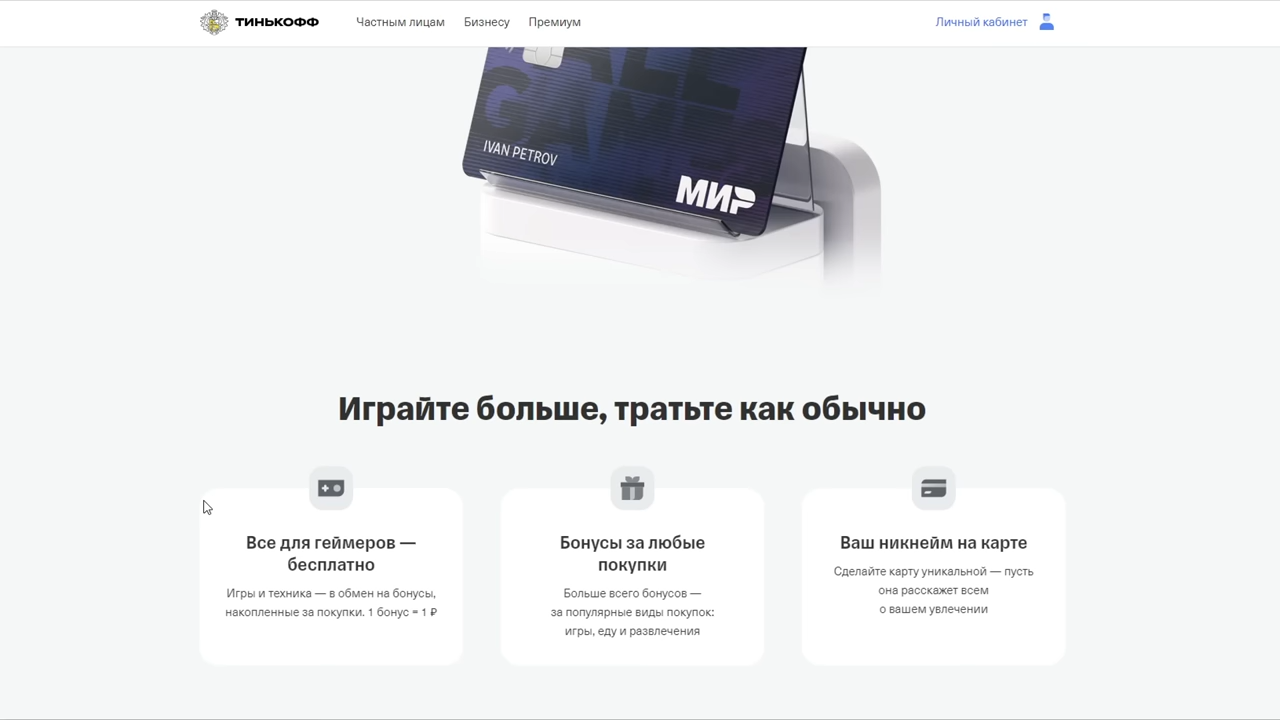 ТИНЬКОФФ
Частным лицам
Бизнесу
Премиум
Личный кабинет
ALL
GAMES
IVAN PETROV
МИР
Играйте больше, тратьте как обычно
Все для геймеров —
бесплатно
Игры и техника — в обмен на бонусы,
накопленные за покупки. 1 бонус = 1 ₽
Бонусы за любые
покупки
Больше всего бонусов —
за популярные виды покупок:
игры, еду и развлечения
Ваш никнейм на карте
Сделайте карту уникальной — пусть
она расскажет всем
о вашем увлечении